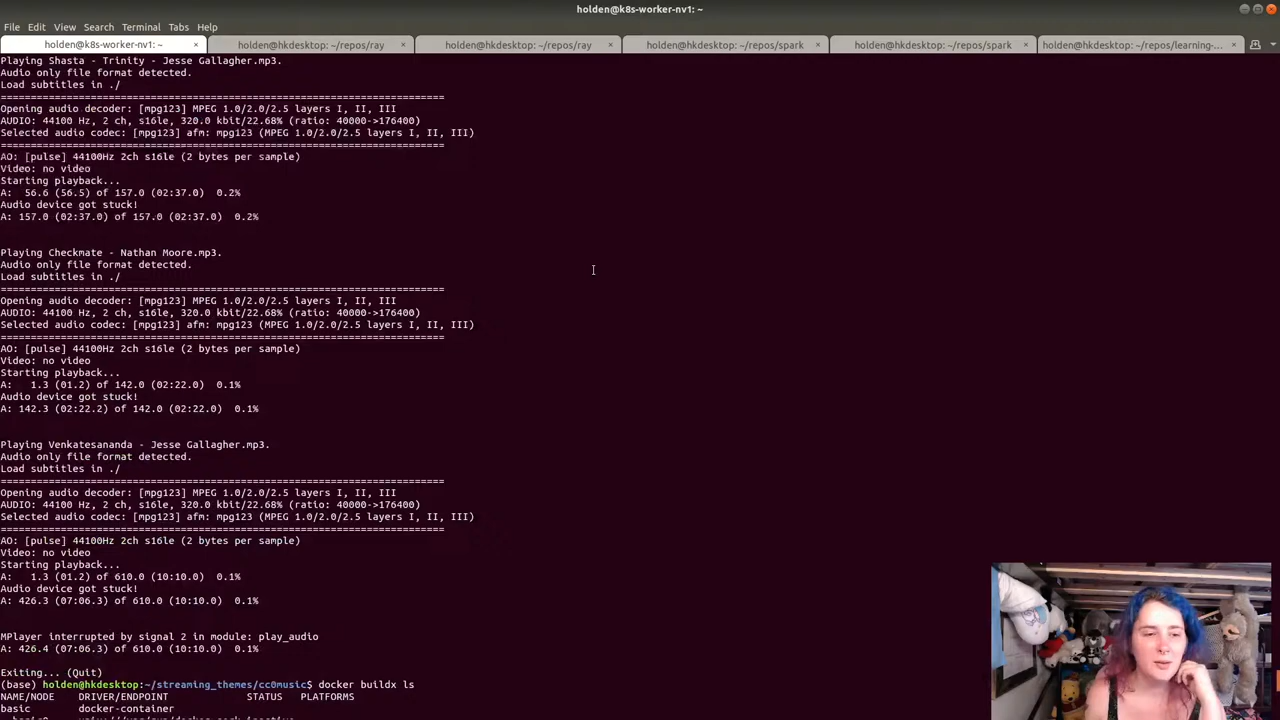 holden@k8s-worker-nv1: ~
File Edit View Search Terminal Tabs Help
holden@k8s-worker-nv1: ~ × holden@hkdesktop: ~/repos/ray × holden@hkdesktop: ~/repos/ray × holden@hkdesktop: ~/repos/spark × holden@hkdesktop: ~/repos/spark × holden@hkdesktop: ~/repos/learning-... ×
Playing Shasta - Trinity - Jesse Gallagher.mp3.
Audio only file format detected.
Load subtitles in ./
==========================================================================
Opening audio decoder: [mpg123] MPEG 1.0/2.0/2.5 layers I, II, III
AUDIO: 44100 Hz, 2 ch, s16le, 320.0 kbit/22.68% (ratio: 40000->176400)
Selected audio codec: [mpg123] afm: mpg123 (MPEG 1.0/2.0/2.5 layers I, II, III)
==========================================================================
AO: [pulse] 44100Hz 2ch s16le (2 bytes per sample)
Video: no video
Starting playback...
A:  56.6 (56.5) of 157.0 (02:37.0)  0.2%
Audio device got stuck!
A: 157.0 (02:37.0) of 157.0 (02:37.0)  0.2%
Playing Checkmate - Nathan Moore.mp3.
Audio only file format detected.
Load subtitles in ./
==========================================================================
Opening audio decoder: [mpg123] MPEG 1.0/2.0/2.5 layers I, II, III
AUDIO: 44100 Hz, 2 ch, s16le, 320.0 kbit/22.68% (ratio: 40000->176400)
Selected audio codec: [mpg123] afm: mpg123 (MPEG 1.0/2.0/2.5 layers I, II, III)
==========================================================================
AO: [pulse] 44100Hz 2ch s16le (2 bytes per sample)
Video: no video
Starting playback...
A:   1.3 (01.2) of 142.0 (02:22.0)  0.1%
Audio device got stuck!
A: 142.3 (02:22.2) of 142.0 (02:22.0)  0.1%
Playing Venkatesananda - Jesse Gallagher.mp3.
Audio only file format detected.
Load subtitles in ./
==========================================================================
Opening audio decoder: [mpg123] MPEG 1.0/2.0/2.5 layers I, II, III
AUDIO: 44100 Hz, 2 ch, s16le, 320.0 kbit/22.68% (ratio: 40000->176400)
Selected audio codec: [mpg123] afm: mpg123 (MPEG 1.0/2.0/2.5 layers I, II, III)
==========================================================================
AO: [pulse] 44100Hz 2ch s16le (2 bytes per sample)
Video: no video
Starting playback...
A:   1.3 (01.2) of 610.0 (10:10.0)  0.1%
Audio device got stuck!
A: 426.3 (07:06.3) of 610.0 (10:10.0)  0.1%
MPlayer interrupted by signal 2 in module: play_audio
A: 426.4 (07:06.3) of 610.0 (10:10.0)  0.1%
Exiting... (Quit)
(base) holden@hkdesktop:~/streaming_themes/cc0music$ docker buildx ls
NAME/NODE    DRIVER/ENDPOINT             STATUS   PLATFORMS
basic        docker-container